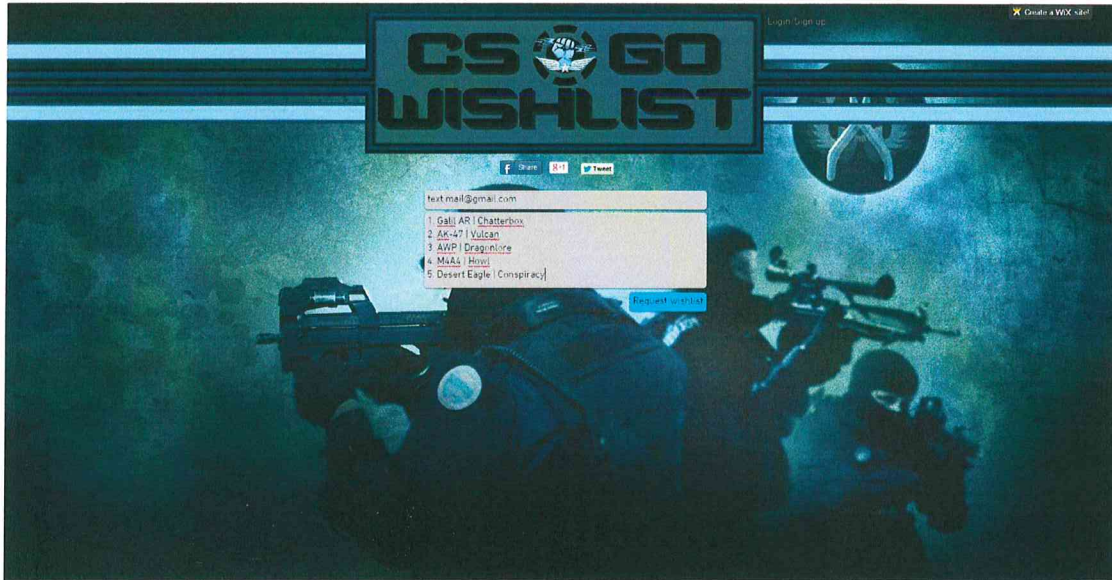 Login/Sign up
Create a WiX site!
CS GO
WISHLIST
Share
g+1
Tweet
text.mail@gmail.com
1. Galil AR | Chatterbox
2. AK-47 | Vulcan
3. AWP | Dragonlore
4. M4A4 | Howl
5. Desert Eagle | Conspiracy
Request wishlist